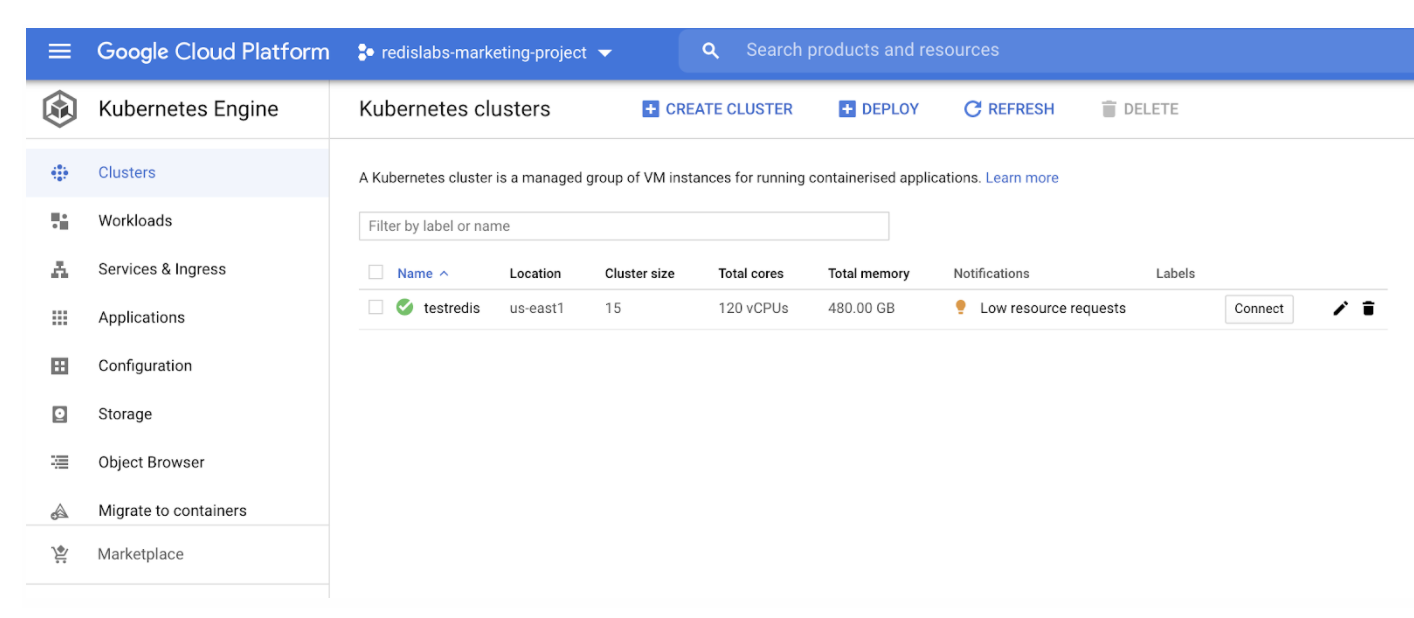 Google Cloud Platform redislabs-marketing-project Search products and resources
Kubernetes Engine
Clusters
Workloads
Services & Ingress
Applications
Configuration
Storage
Object Browser
Migrate to containers
Marketplace
Kubernetes clusters CREATE CLUSTER DEPLOY REFRESH DELETE
A Kubernetes cluster is a managed group of VM instances for running containerised applications. Learn more
Filter by label or name
Name Location Cluster size Total cores Total memory Notifications Labels
testredis us-east1 15 120 vCPUs 480.00 GB Low resource requests Connect